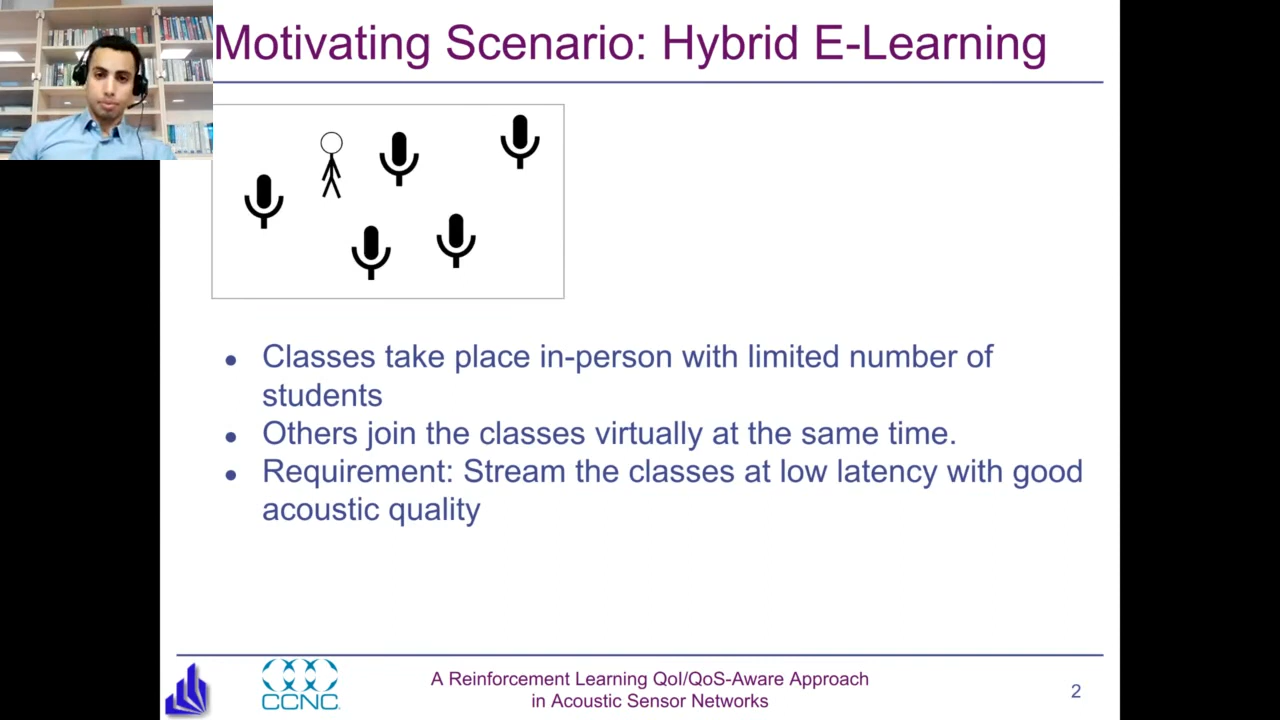 Motivating Scenario: Hybrid E-Learning
● Classes take place in-person with limited number of
students
● Others join the classes virtually at the same time.
● Requirement: Stream the classes at low latency with good
acoustic quality
CCNC
A Reinforcement Learning QoI/QoS-Aware Approach
in Acoustic Sensor Networks
2